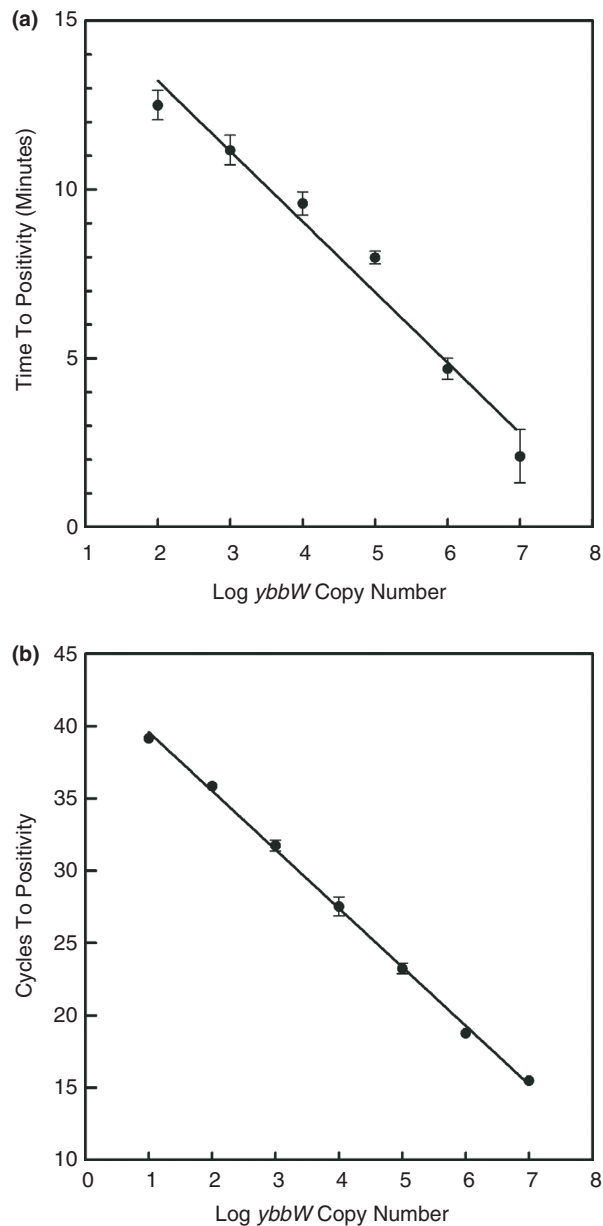 (a)
15
10
5
0
Time To Positivity (Minutes)
1 2 3 4 5 6 7 8
Log ybbW Copy Number
(b)
45
40
35
30
25
20
15
10
Cycles To Positivity
0 1 2 3 4 5 6 7 8
Log ybbW Copy Number